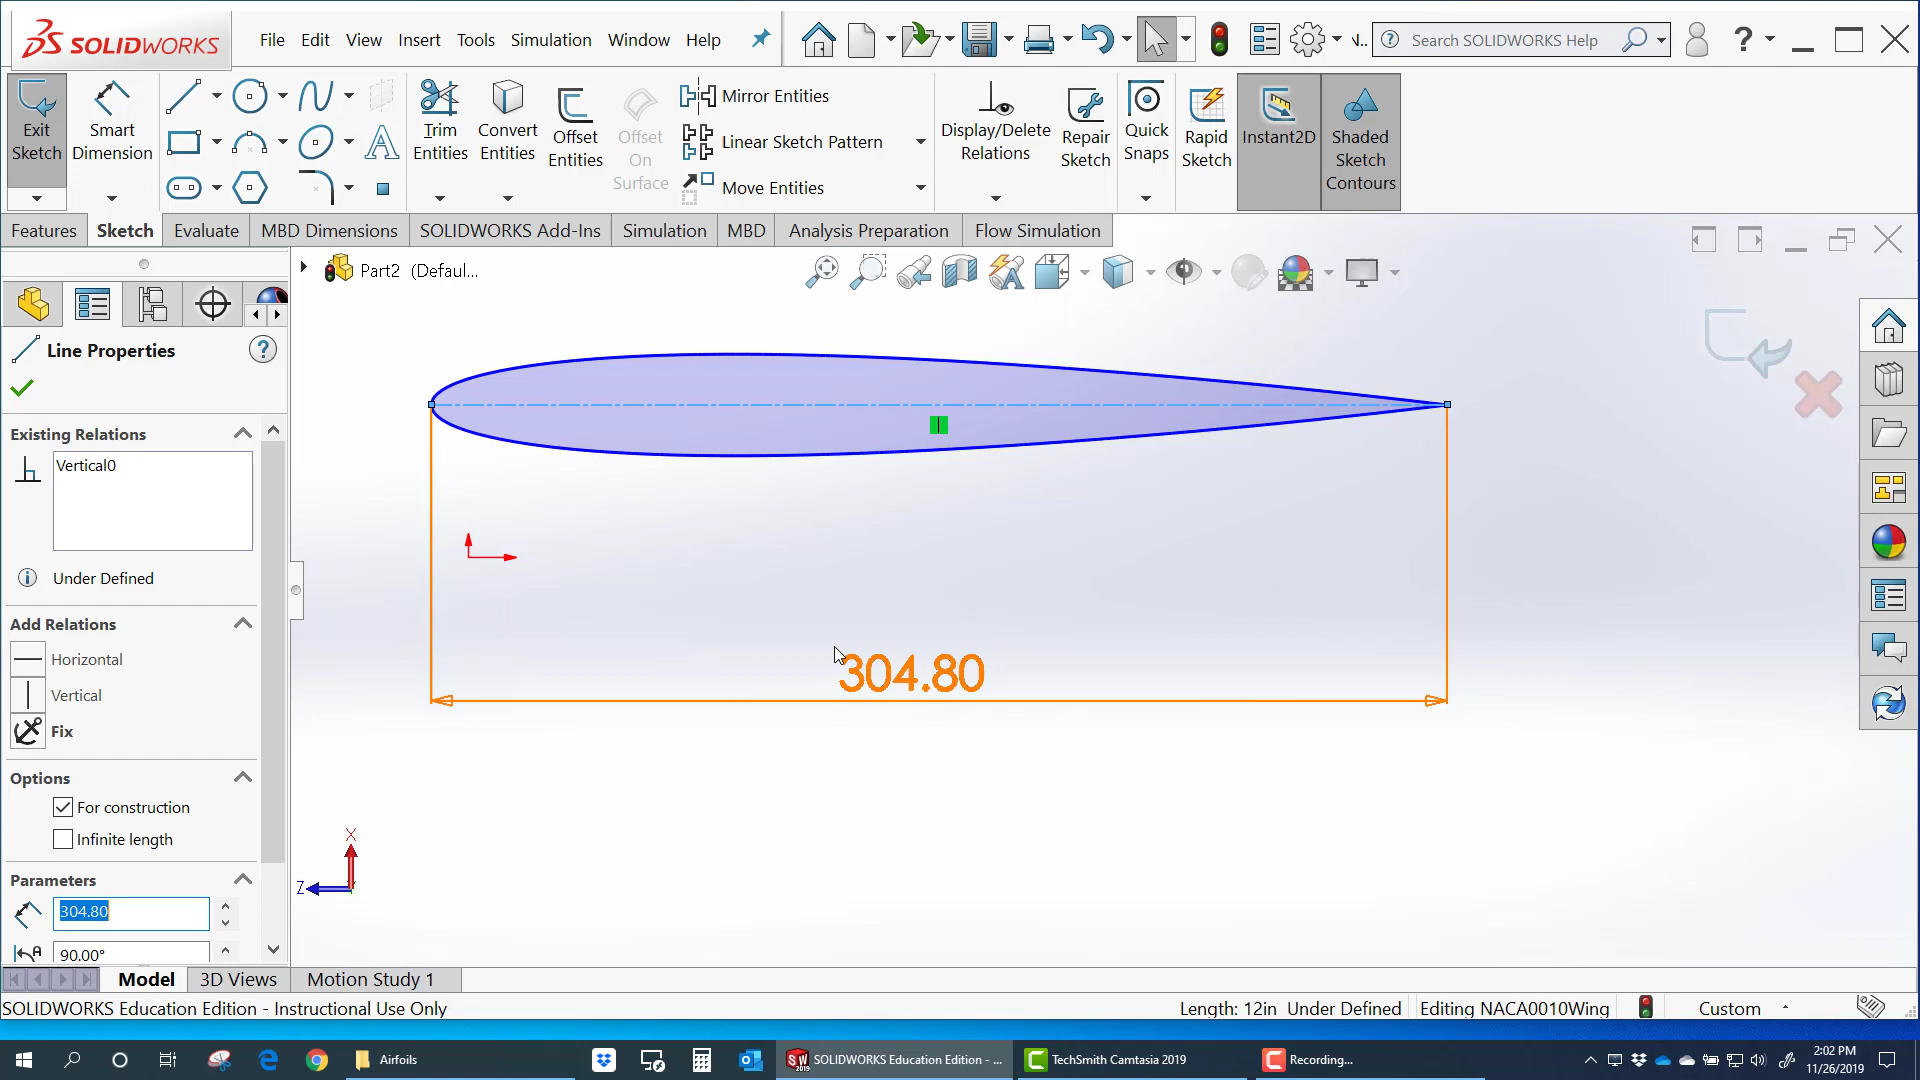 SOLIDWORKS File Edit View Insert Tools Simulation Window Help Search SOLIDWORKS Help ?
Exit Sketch
Smart Dimension
Trim Entities
Convert Entities
Offset Entities
Offset On Surface
Mirror Entities
Linear Sketch Pattern
Move Entities
Display/Delete Relations
Repair Sketch
Quick Snaps
Rapid Sketch
Instant2D
Shaded Sketch Contours
Features Sketch Evaluate MBD Dimensions SOLIDWORKS Add-Ins Simulation MBD Analysis Preparation Flow Simulation
Part2 (Defaul...
Line Properties ?
Existing Relations
Vertical0
Under Defined
Add Relations
Horizontal
Vertical
Fix
Options
For construction
Infinite length
Parameters
304.80
90.00°
304.80
X
Z
Model 3D Views Motion Study 1
SOLIDWORKS Education Edition - Instructional Use Only Length: 12in Under Defined Editing NACA0010Wing Custom
Airfoils SOLIDWORKS Education Edition - ... TechSmith Camtasia 2019 Recording...
2:02 PM
11/26/2019